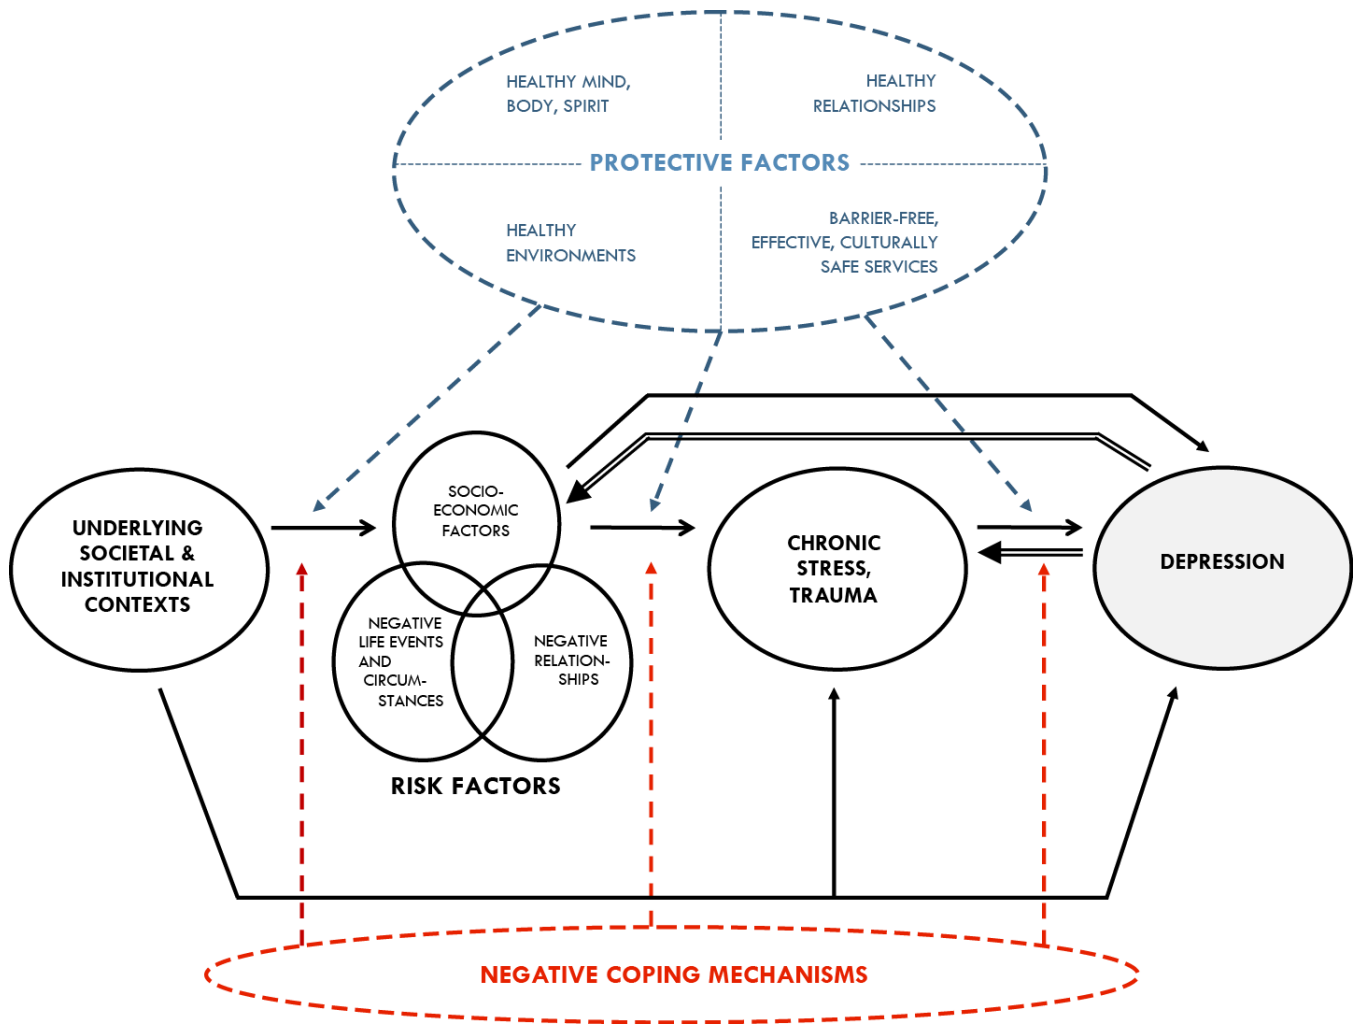 HEALTHY MIND,
BODY, SPIRIT
HEALTHY
RELATIONSHIPS
PROTECTIVE FACTORS
HEALTHY
ENVIRONMENTS
BARRIER-FREE,
EFFECTIVE, CULTURALLY
SAFE SERVICES
UNDERLYING
SOCIETAL &
INSTITUTIONAL
CONTEXTS
SOCIO-
ECONOMIC
FACTORS
NEGATIVE
LIFE EVENTS
AND
CIRCUM-
STANCES
NEGATIVE
RELATION-
SHIPS
RISK FACTORS
CHRONIC
STRESS,
TRAUMA
DEPRESSION
NEGATIVE COPING MECHANISMS